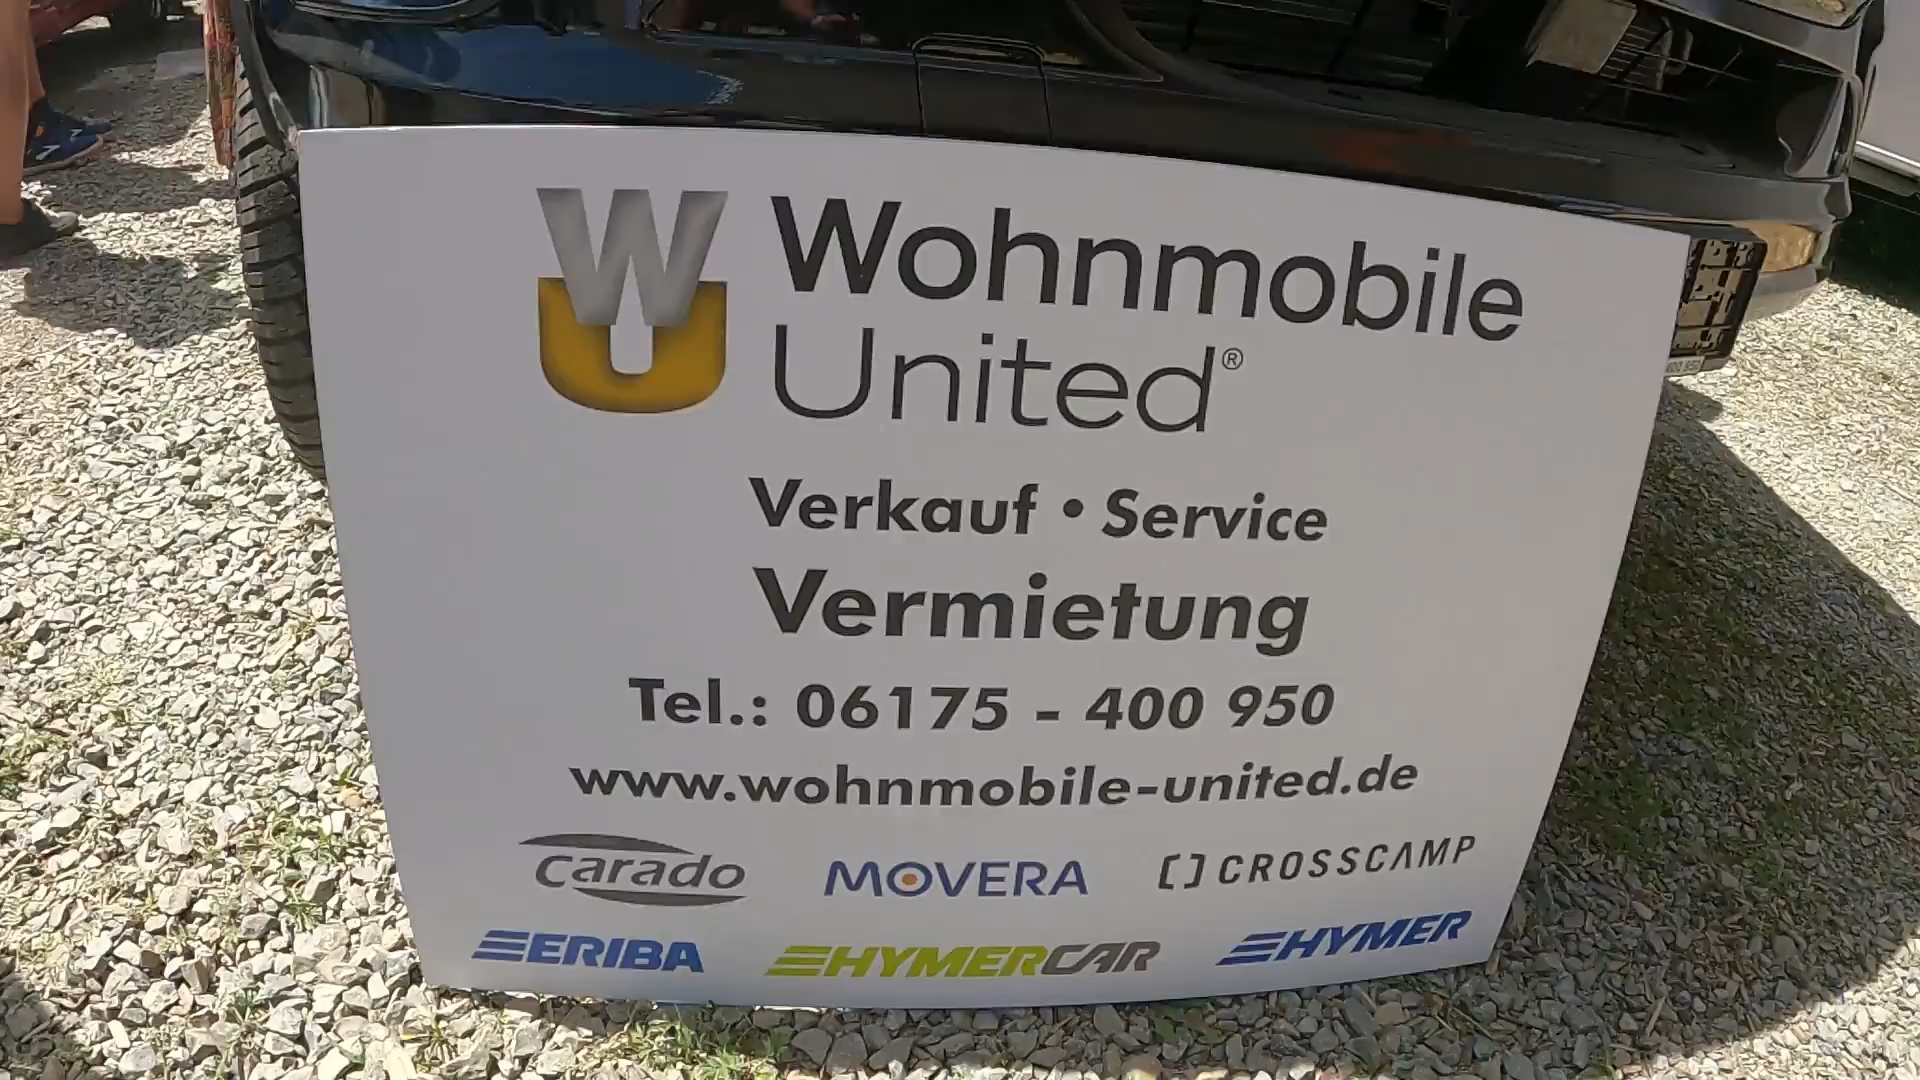 WU
Wohnmobile
United®
Verkauf • Service
Vermietung
Tel.: 06175 - 400 950
www.wohnmobile-united.de
carado MOVERA [] CROSSCAMP
ERIBA HYMERCAR HYMER